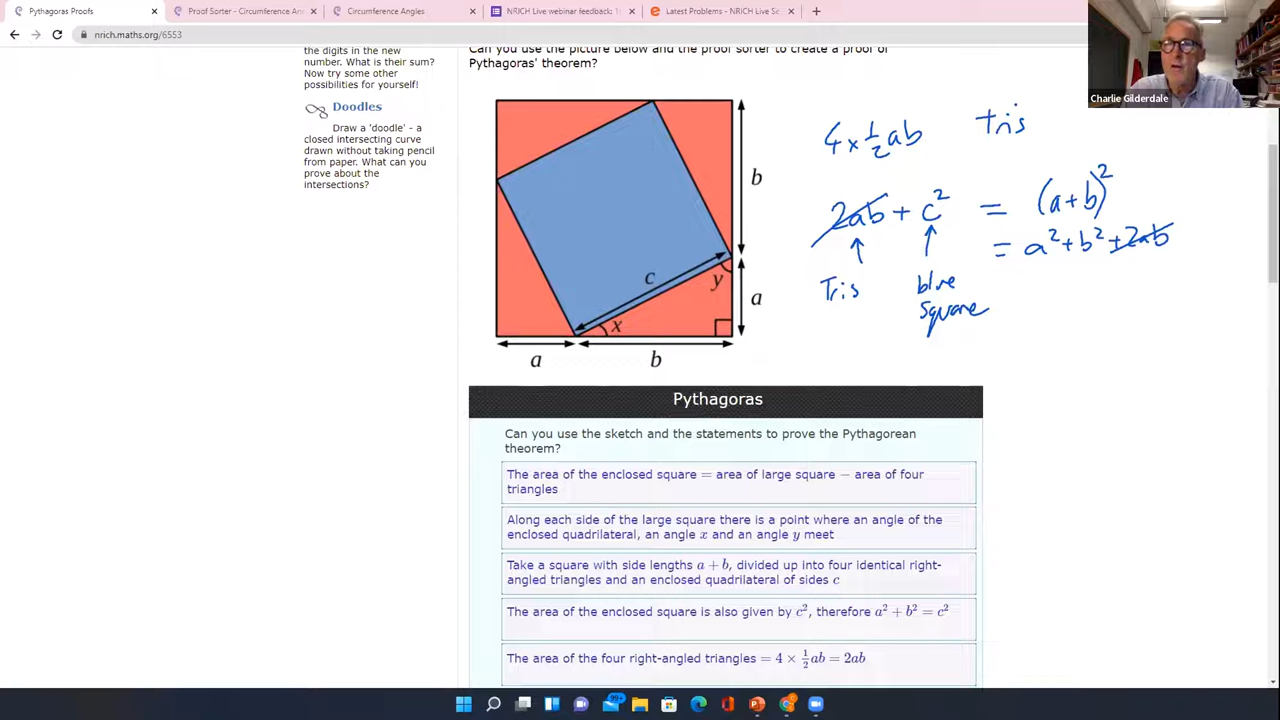 Pythagoras Proofs
Proof Sorter - Circumference An
Circumference Angles
NRICH Live webinar feedback: 1
Latest Problems - NRICH Live Se
nrich.maths.org/6553
the digits in the new
number. What is their sum?
Now try some other
possibilities for yourself!
Doodles
Draw a 'doodle' - a
closed intersecting curve
drawn without taking pencil
from paper. What can you
prove about the
intersections?
Can you use the picture below and the proof sorter to create a proof of
Pythagoras' theorem?
b
a
c
y
x
a
b
4 × 1/2 ab
tris
2ab + c² = (a+b)²
= a² + b² + 2ab
Tris
blue
square
Charlie Gilderdale
Pythagoras
Can you use the sketch and the statements to prove the Pythagorean
theorem?
The area of the enclosed square = area of large square − area of four
triangles
Along each side of the large square there is a point where an angle of the
enclosed quadrilateral, an angle x and an angle y meet
Take a square with side lengths a + b, divided up into four identical right-
angled triangles and an enclosed quadrilateral of sides c
The area of the enclosed square is also given by c², therefore a² + b² = c²
The area of the four right-angled triangles = 4 × 1/2 ab = 2ab
99+